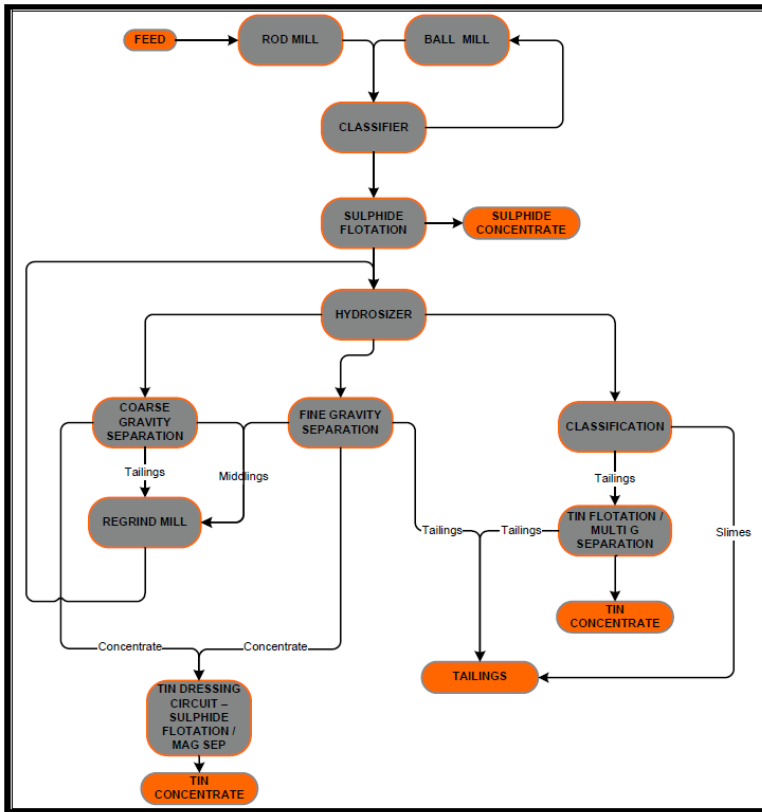 FEED
ROD MILL
BALL MILL
CLASSIFIER
SULPHIDE
FLOTATION
SULPHIDE
CONCENTRATE
HYDROSIZER
COARSE
GRAVITY
SEPARATION
FINE GRAVITY
SEPARATION
CLASSIFICATION
Tailings
Middlings
Tailings
REGRIND MILL
TIN FLOTATION /
MULTI G
SEPARATION
Tailings
Tailings
Slimes
TIN
CONCENTRATE
Concentrate
Concentrate
TAILINGS
TIN DRESSING
CIRCUIT –
SULPHIDE
FLOTATION /
MAG SEP
TIN
CONCENTRATE